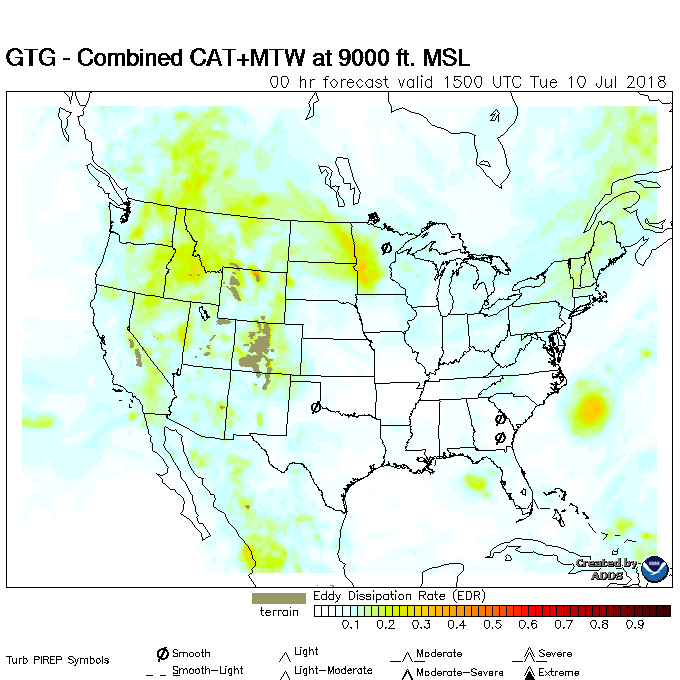 GTG - Combined CAT+MTW at 9000 ft. MSL
00 hr forecast valid 1500 UTC Tue 10 Jul 2018
Created by
ADDS
Eddy Dissipation Rate (EDR)
terrain
0.1 0.2 0.3 0.4 0.5 0.6 0.7 0.8 0.9
Turb PIREP Symbols
Smooth Light Moderate Severe
Smooth-Light Light-Moderate Moderate-Severe Extreme